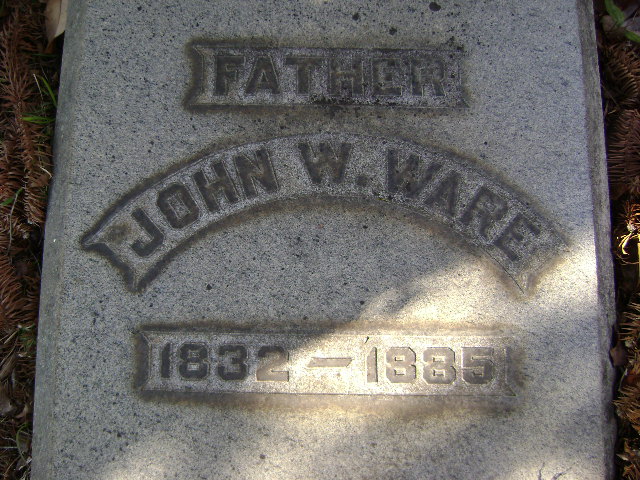 FATHER
JOHN W. WARE
1832 — 1885